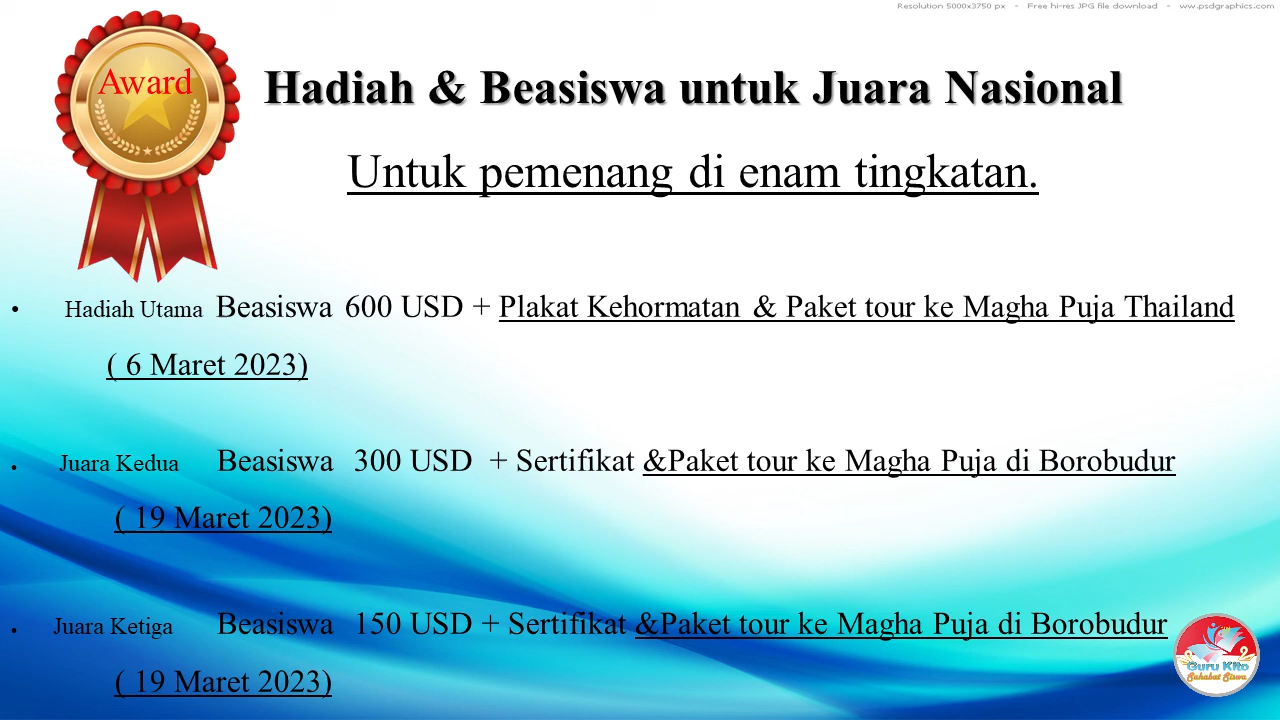 Resolution 5000x3750 px - Free hi-res JPG file download - www.psdgraphics.com
Award
Hadiah & Beasiswa untuk Juara Nasional
Untuk pemenang di enam tingkatan.
• Hadiah Utama Beasiswa 600 USD + Plakat Kehormatan & Paket tour ke Magha Puja Thailand
( 6 Maret 2023)
• Juara Kedua Beasiswa 300 USD + Sertifikat &Paket tour ke Magha Puja di Borobudur
( 19 Maret 2023)
• Juara Ketiga Beasiswa 150 USD + Sertifikat &Paket tour ke Magha Puja di Borobudur
( 19 Maret 2023)
Guru Kito
Sahabat Siswa